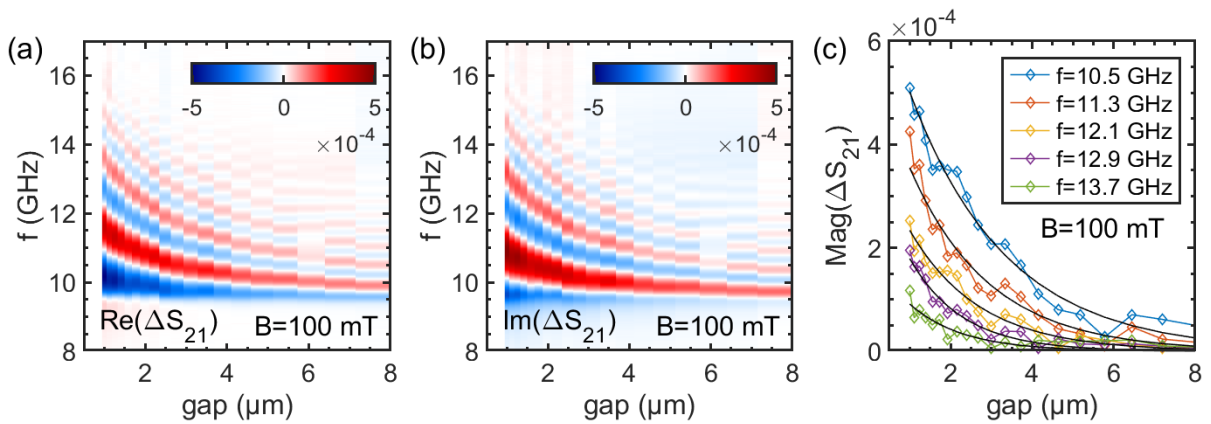 (a)
16
14
12
10
8
f (GHz)
-5 0 5
×10⁻⁴
Re(ΔS₂₁) B=100 mT
2 4 6 8
gap (μm)
(b)
16
14
12
10
8
f (GHz)
-5 0 5
×10⁻⁴
Im(ΔS₂₁) B=100 mT
2 4 6 8
gap (μm)
(c)
×10⁻⁴
6
4
2
0
Mag(ΔS₂₁)
f=10.5 GHz
f=11.3 GHz
f=12.1 GHz
f=12.9 GHz
f=13.7 GHz
B=100 mT
2 4 6 8
gap (μm)